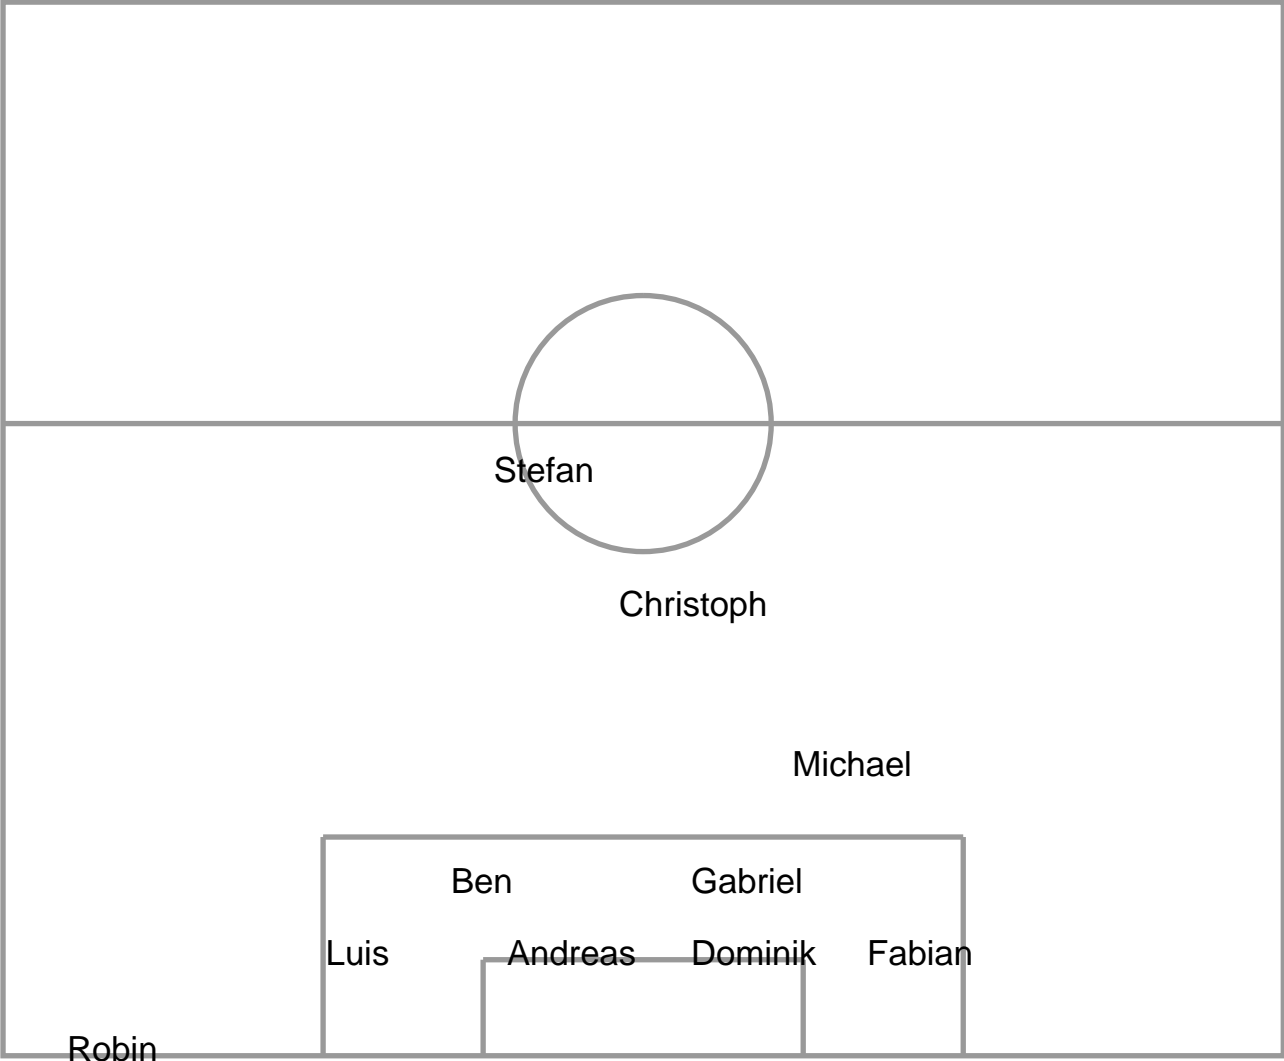 Stefan
Christoph
Michael
Ben Gabriel
Luis Andreas Dominik Fabian
Robin